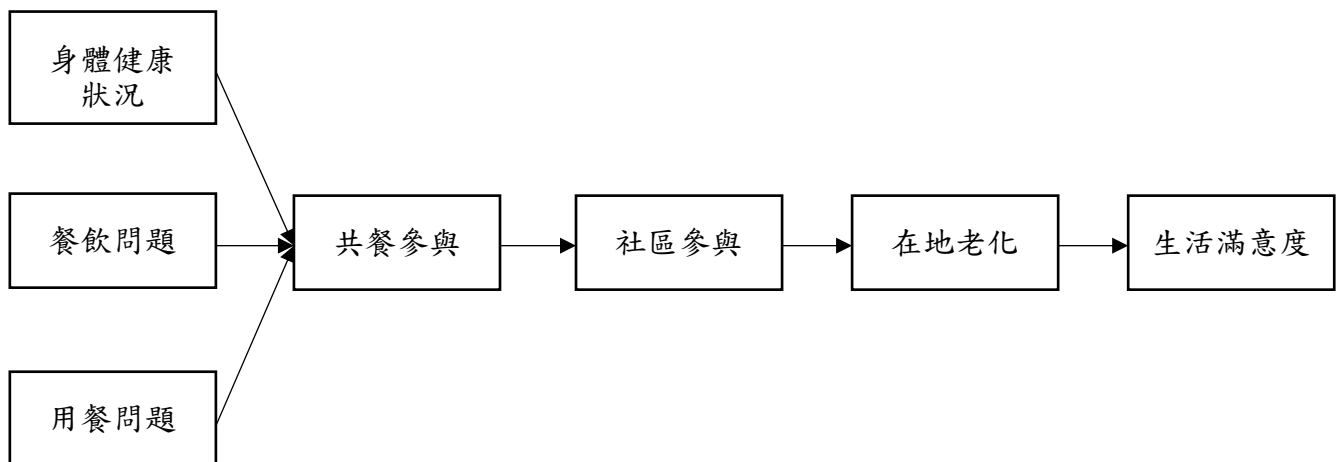 身體健康
狀況
餐飲問題
共餐參與
社區參與
在地老化
生活滿意度
用餐問題